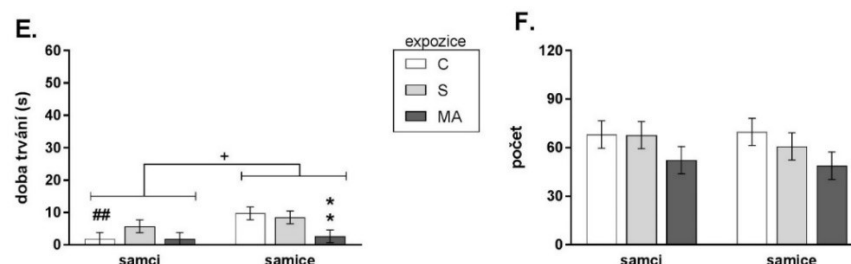 E.
60
50
40
30
20
10
0
doba trvání (s)
+
##
*
*
samci
samice
expozice
C
S
MA
F.
120
90
60
30
0
počet
samci
samice